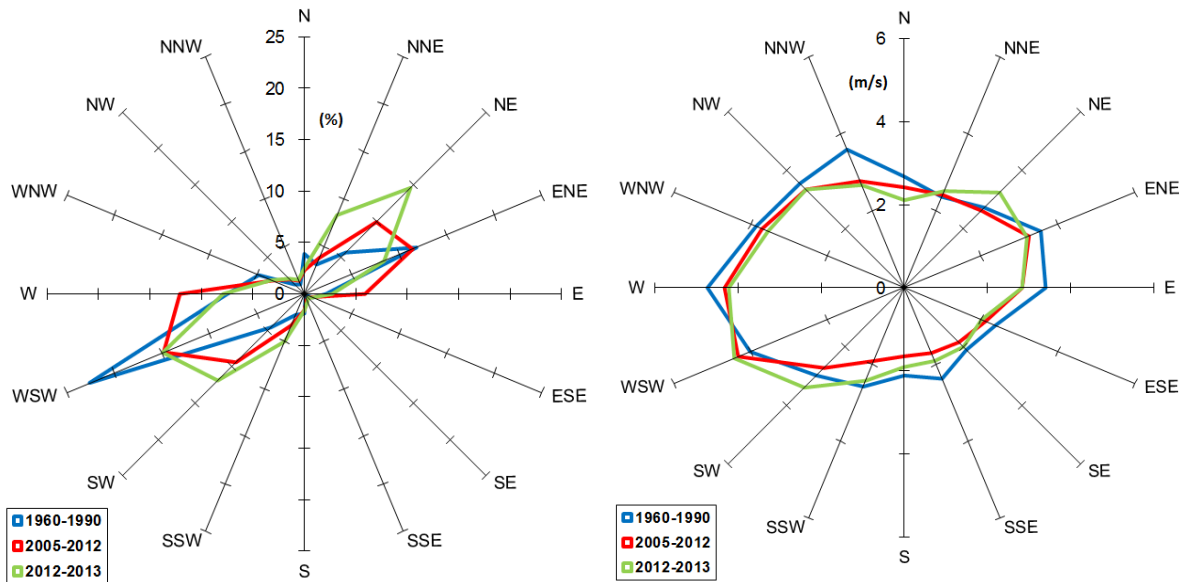 N
NNW
NNE
NW
NE
WNW
ENE
W
E
WSW
ESE
SW
SE
SSW
SSE
S
25
20
15
10
5
0
(%)
1960-1990
2005-2012
2012-2013
N
NNW
NNE
NW
NE
WNW
ENE
W
E
WSW
ESE
SW
SE
SSW
SSE
S
6
(m/s)
4
2
0
1960-1990
2005-2012
2012-2013